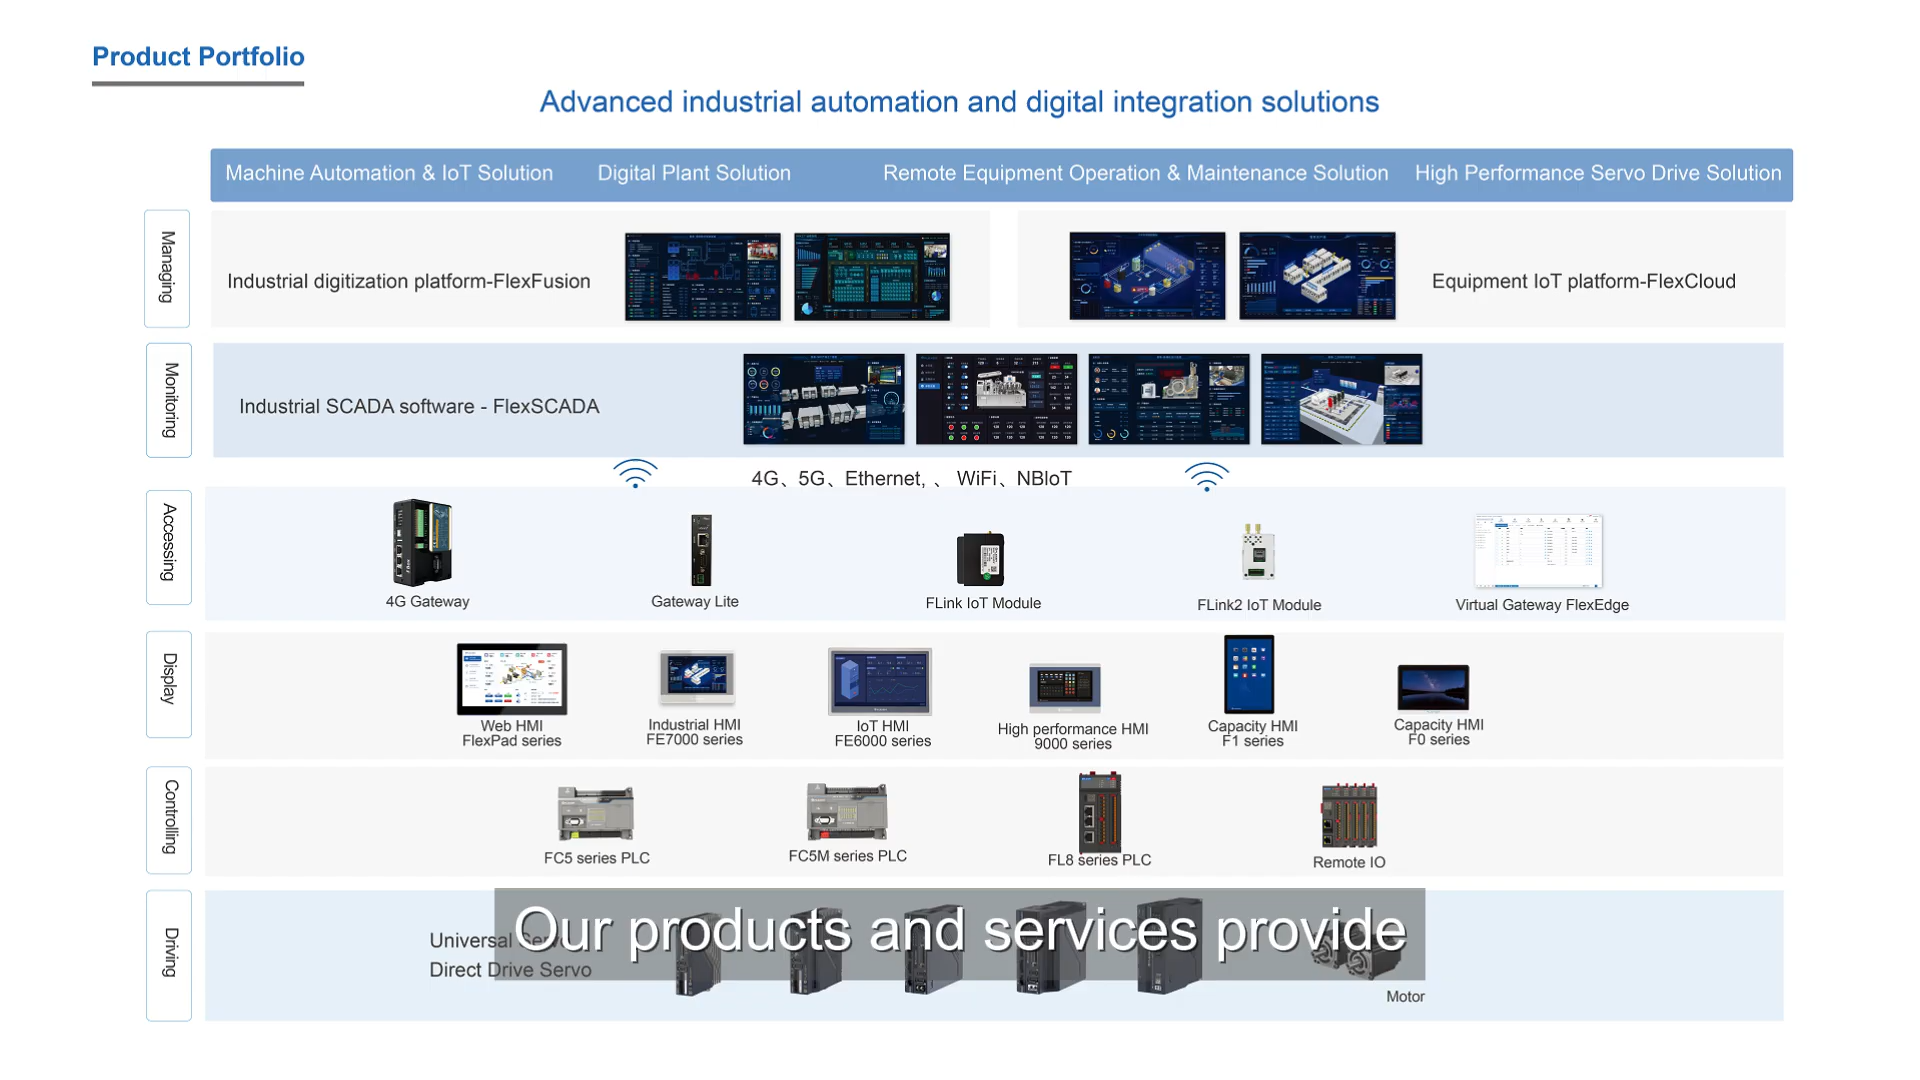 Product Portfolio
Advanced industrial automation and digital integration solutions
Machine Automation & IoT Solution
Digital Plant Solution
Remote Equipment Operation & Maintenance Solution
High Performance Servo Drive Solution
Managing
Industrial digitization platform-FlexFusion
Equipment IoT platform-FlexCloud
Monitoring
Industrial SCADA software - FlexSCADA
4G、5G、Ethernet, 、 WiFi、NBIoT
Accessing
4G Gateway
Gateway Lite
FLink IoT Module
FLink2 IoT Module
Virtual Gateway FlexEdge
Display
Web HMI
FlexPad series
Industrial HMI
FE7000 series
IoT HMI
FE6000 series
High performance HMI
9000 series
Capacity HMI
F1 series
Capacity HMI
F0 series
Controlling
FC5 series PLC
FC5M series PLC
FL8 series PLC
Remote IO
Driving
Universal Servo
Direct Drive Servo
Motor
Our products and services provide